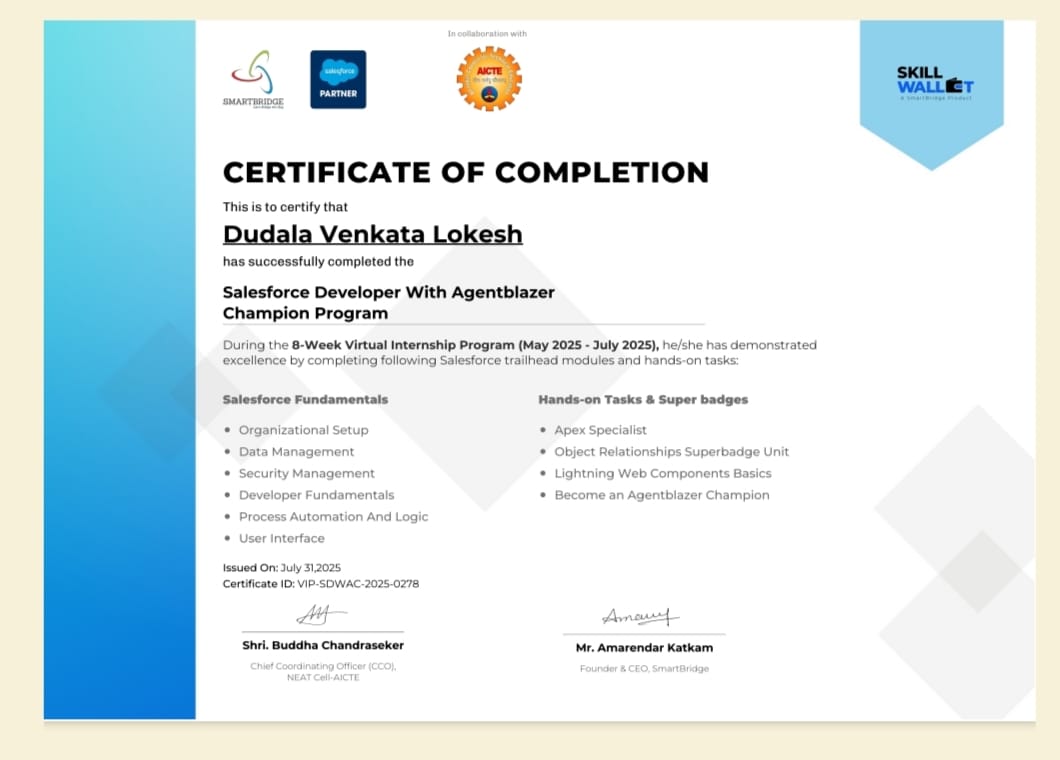 In collaboration with
SMARTBRIDGE
salesforce
PARTNER
AICTE
SKILL
WALLET
A SmartBridge Product
CERTIFICATE OF COMPLETION
This is to certify that
Dudala Venkata Lokesh
has successfully completed the
Salesforce Developer With Agentblazer
Champion Program
During the 8-Week Virtual Internship Program (May 2025 - July 2025), he/she has demonstrated
excellence by completing following Salesforce trailhead modules and hands-on tasks:
Salesforce Fundamentals
• Organizational Setup
• Data Management
• Security Management
• Developer Fundamentals
• Process Automation And Logic
• User Interface
Hands-on Tasks & Super badges
• Apex Specialist
• Object Relationships Superbadge Unit
• Lightning Web Components Basics
• Become an Agentblazer Champion
Issued On: July 31,2025
Certificate ID: VIP-SDWAC-2025-0278
Shri. Buddha Chandraseker
Chief Coordinating Officer (CCO),
NEAT Cell-AICTE
Mr. Amarendar Katkam
Founder & CEO, SmartBridge